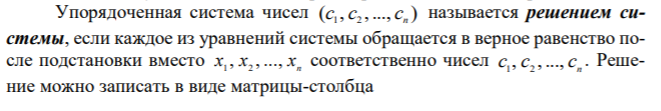 Упорядоченная система чисел (c₁, c₂, ..., cₙ) называется решением си-
стемы, если каждое из уравнений системы обращается в верное равенство по-
сле подстановки вместо x₁, x₂, ..., xₙ соответственно чисел c₁, c₂, ..., cₙ. Реше-
ние можно записать в виде матрицы-столбца